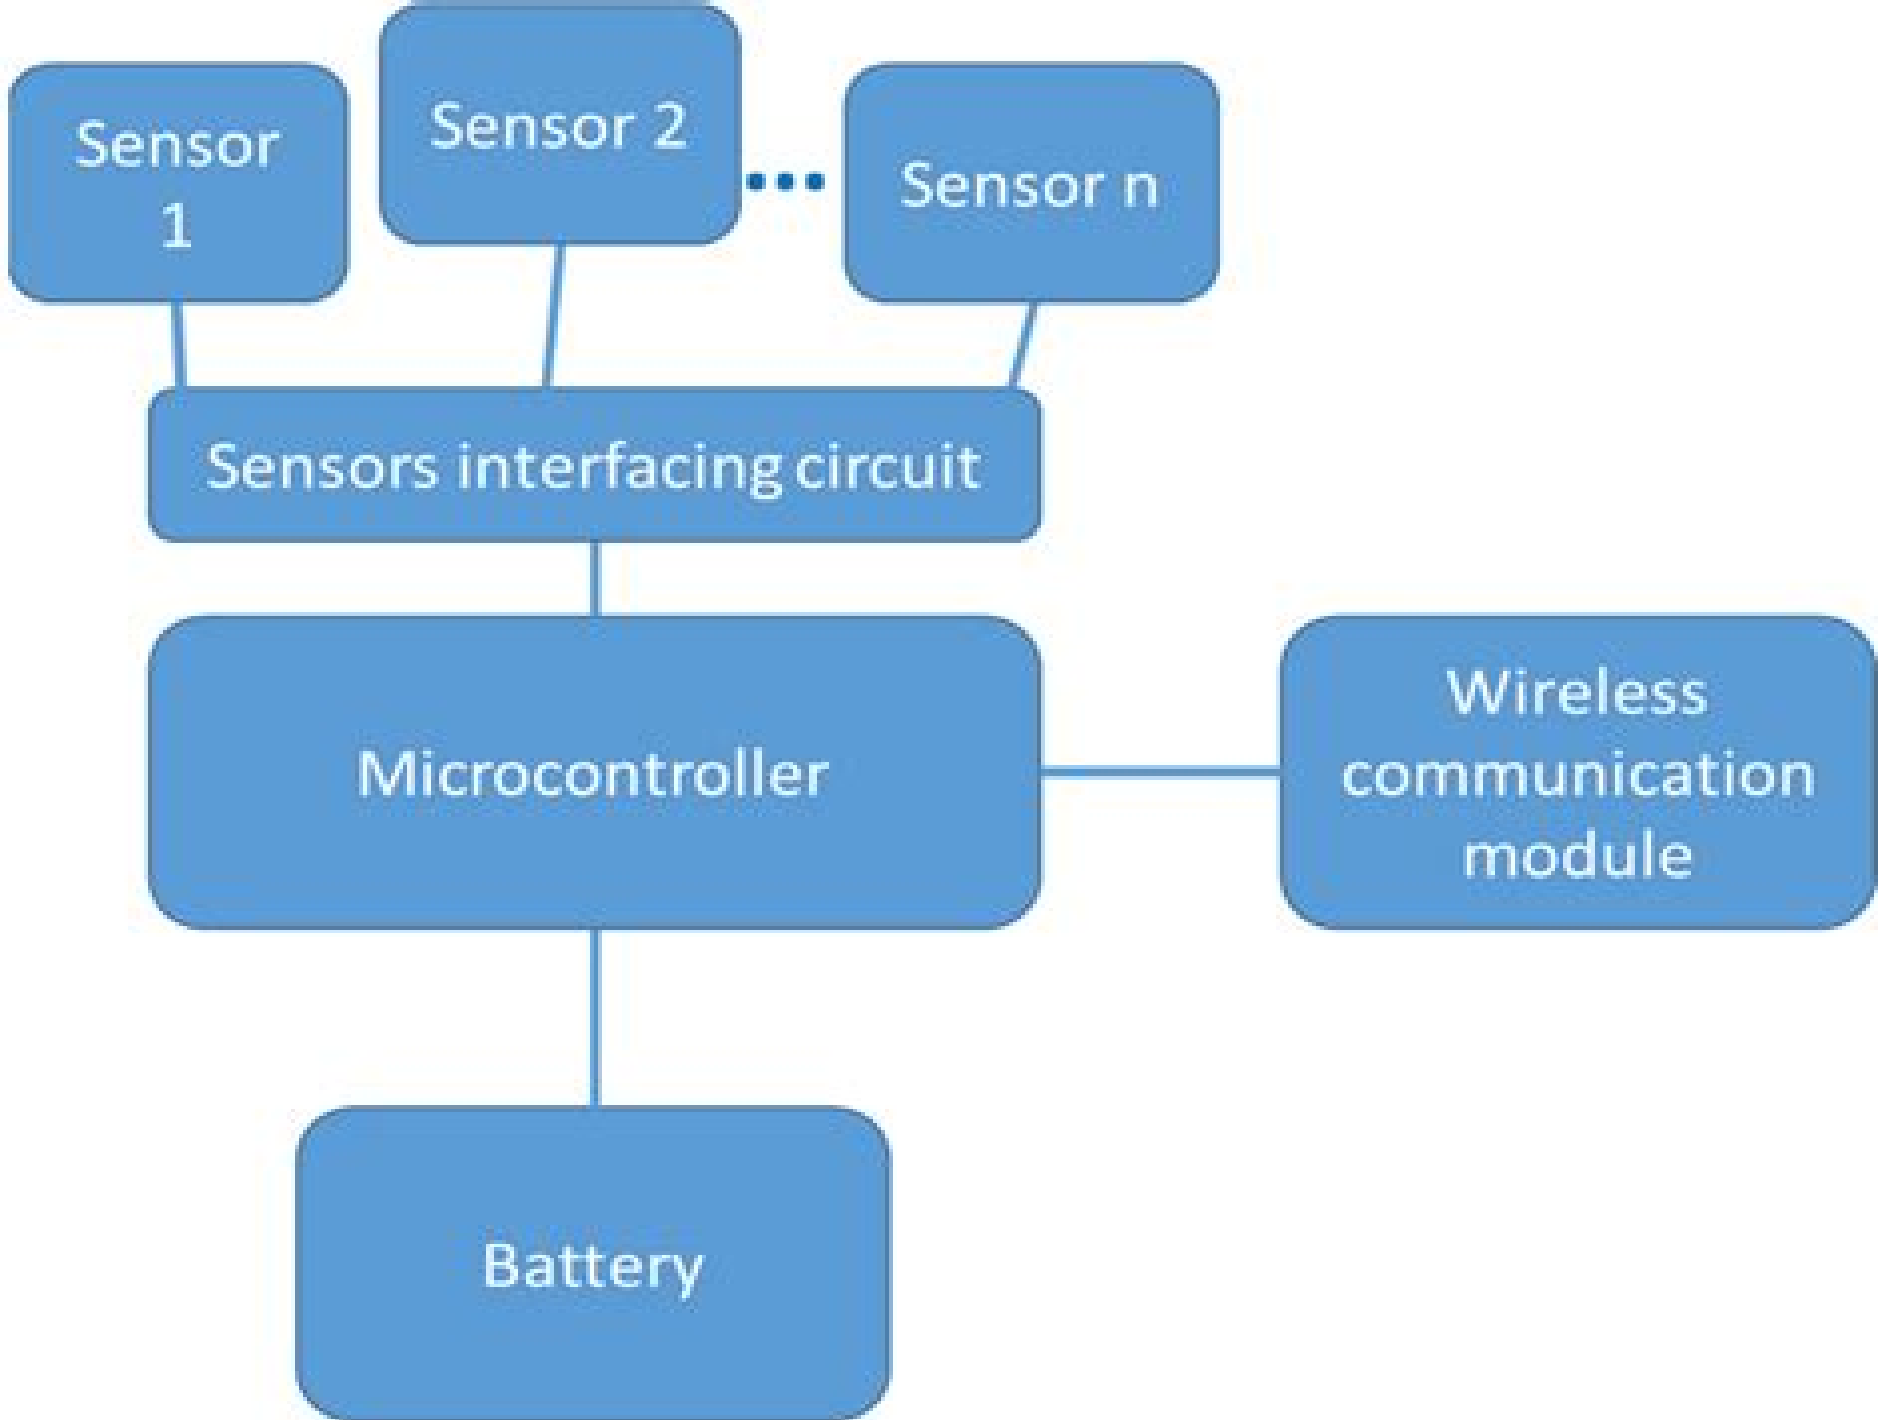 Sensor
1
Sensor 2
Sensor n
Sensors interfacing circuit
Microcontroller
Wireless
communication
module
Battery